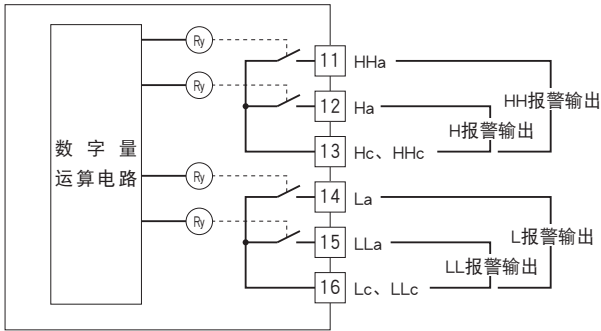 数字量
运算电路
Ry
Ry
Ry
Ry
11 HHa
12 Ha
13 Hc、HHc
14 La
15 LLa
16 Lc、LLc
HH报警输出
H报警输出
L报警输出
LL报警输出